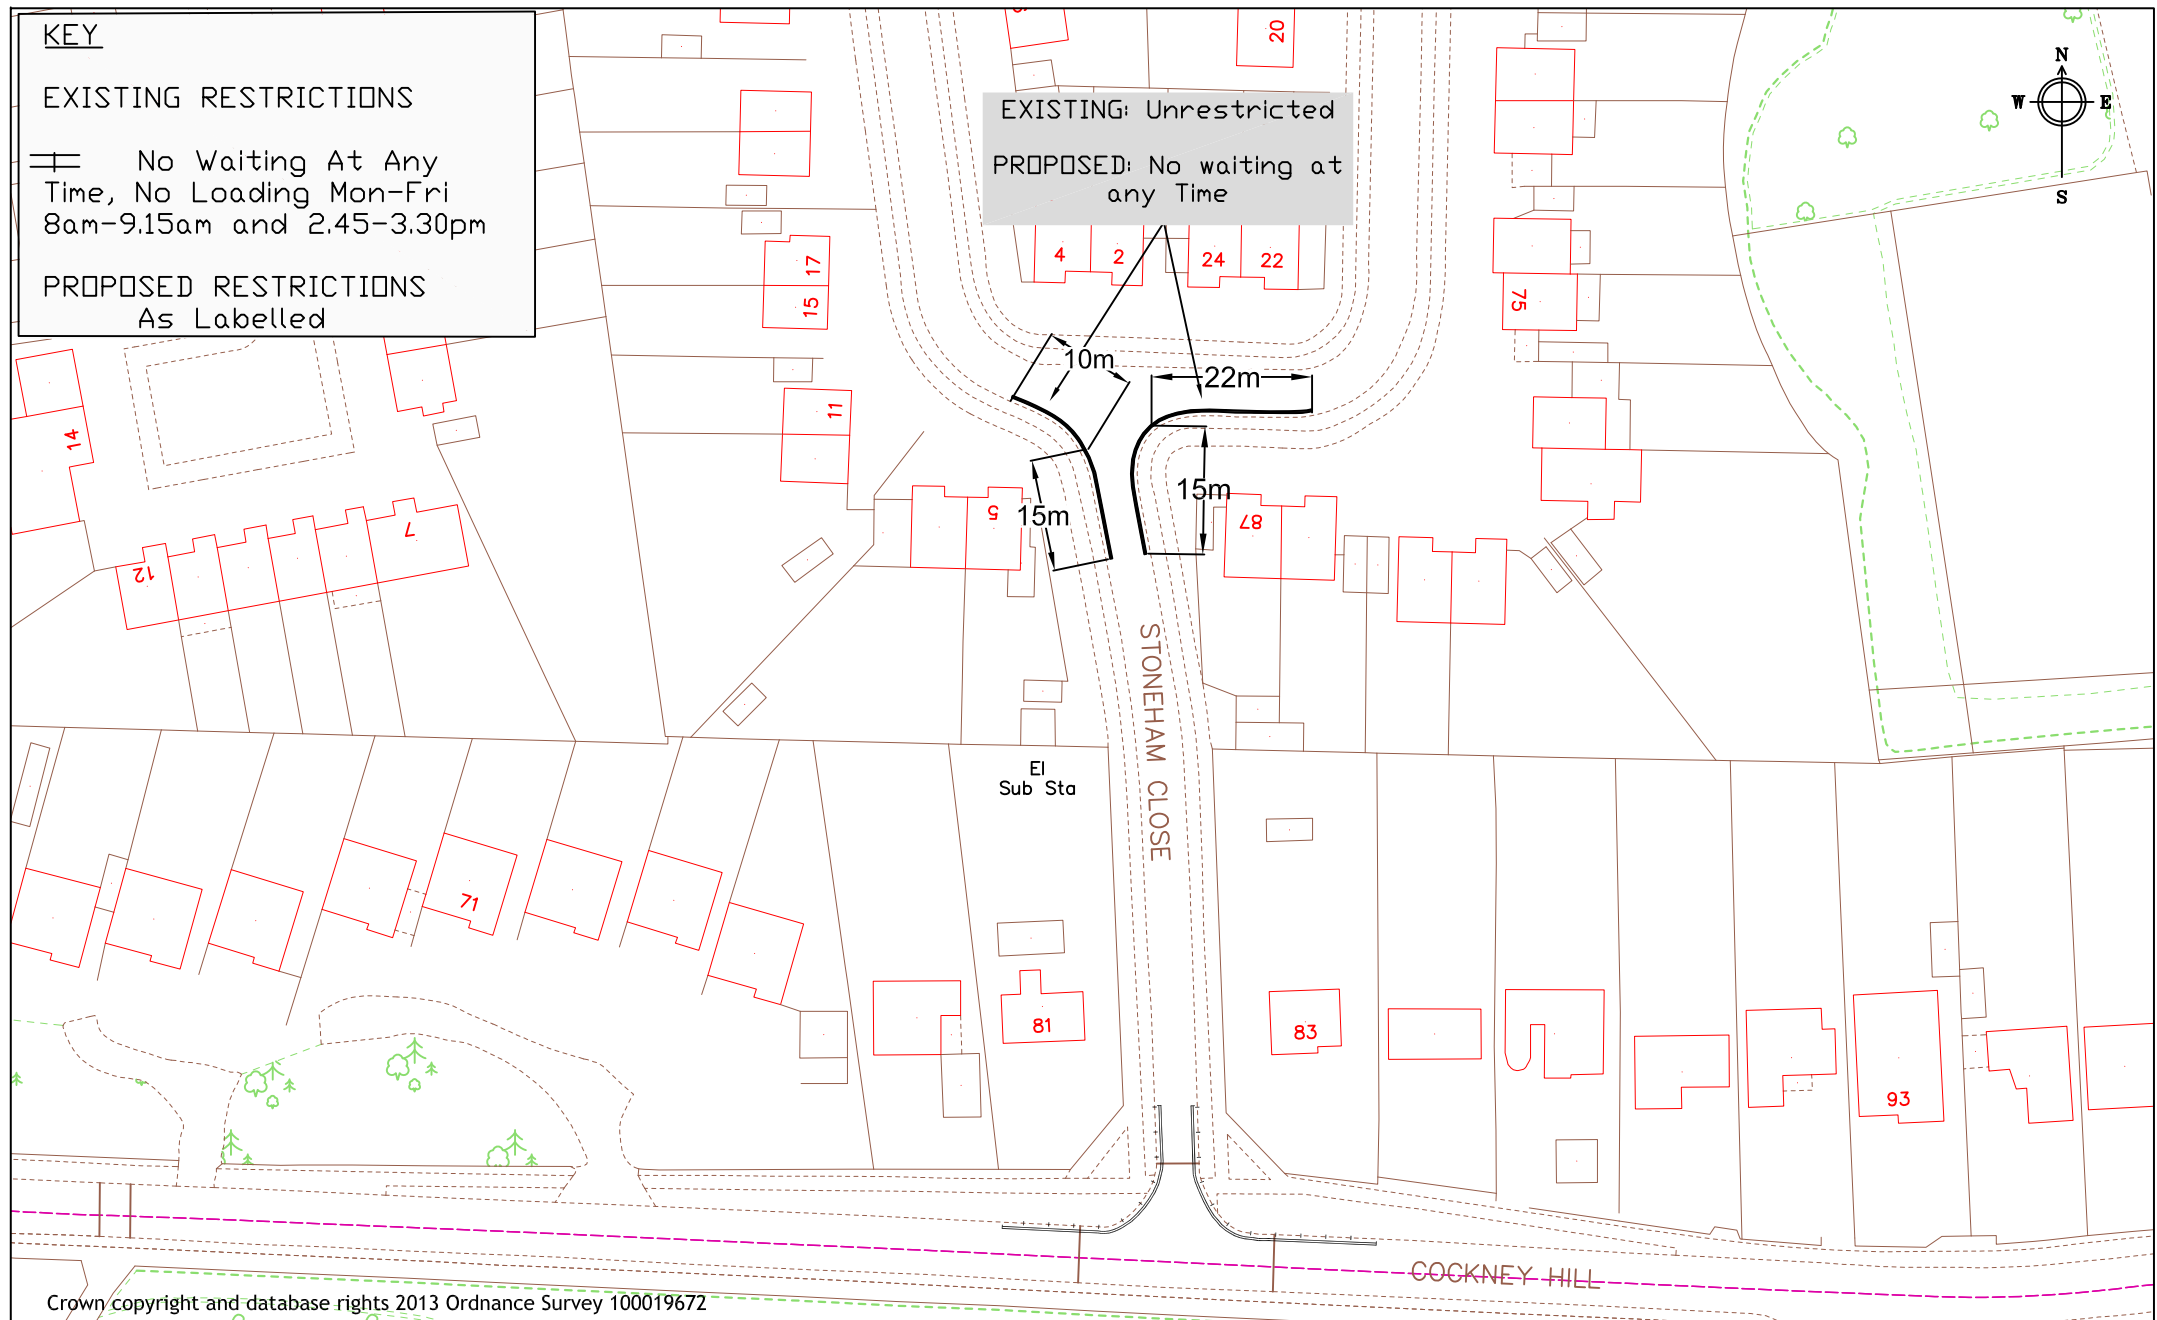 KEY
EXISTING RESTRICTIONS
No Waiting At Any
Time, No Loading Mon-Fri
8am-9.15am and 2.45-3.30pm
PROPOSED RESTRICTIONS
As Labelled
20
N
W E
S
EXISTING: Unrestricted
PROPOSED: No waiting at
any Time
4
2
24
22
17
15
75
10m
22m
11
14
15m
15m
5
87
7
12
STONEHAM CLOSE
El
Sub Sta
71
81
83
93
COCKNEY HILL
Crown copyright and database rights 2013 Ordnance Survey 100019672